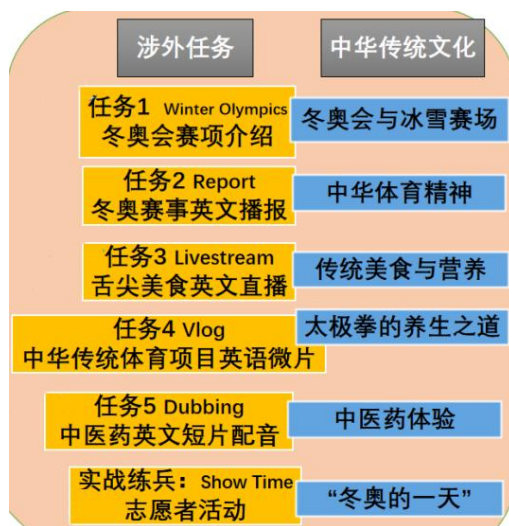 涉外任务
中华传统文化
任务1 Winter Olympics
冬奥会赛项介绍
冬奥会与冰雪赛场
任务2 Report
冬奥赛事英文播报
中华体育精神
任务3 Livestream
舌尖美食英文直播
传统美食与营养
任务4 Vlog
中华传统体育项目英语微片
太极拳的养生之道
任务5 Dubbing
中医药英文短片配音
中医药体验
实战练兵：Show Time
志愿者活动
“冬奥的一天”